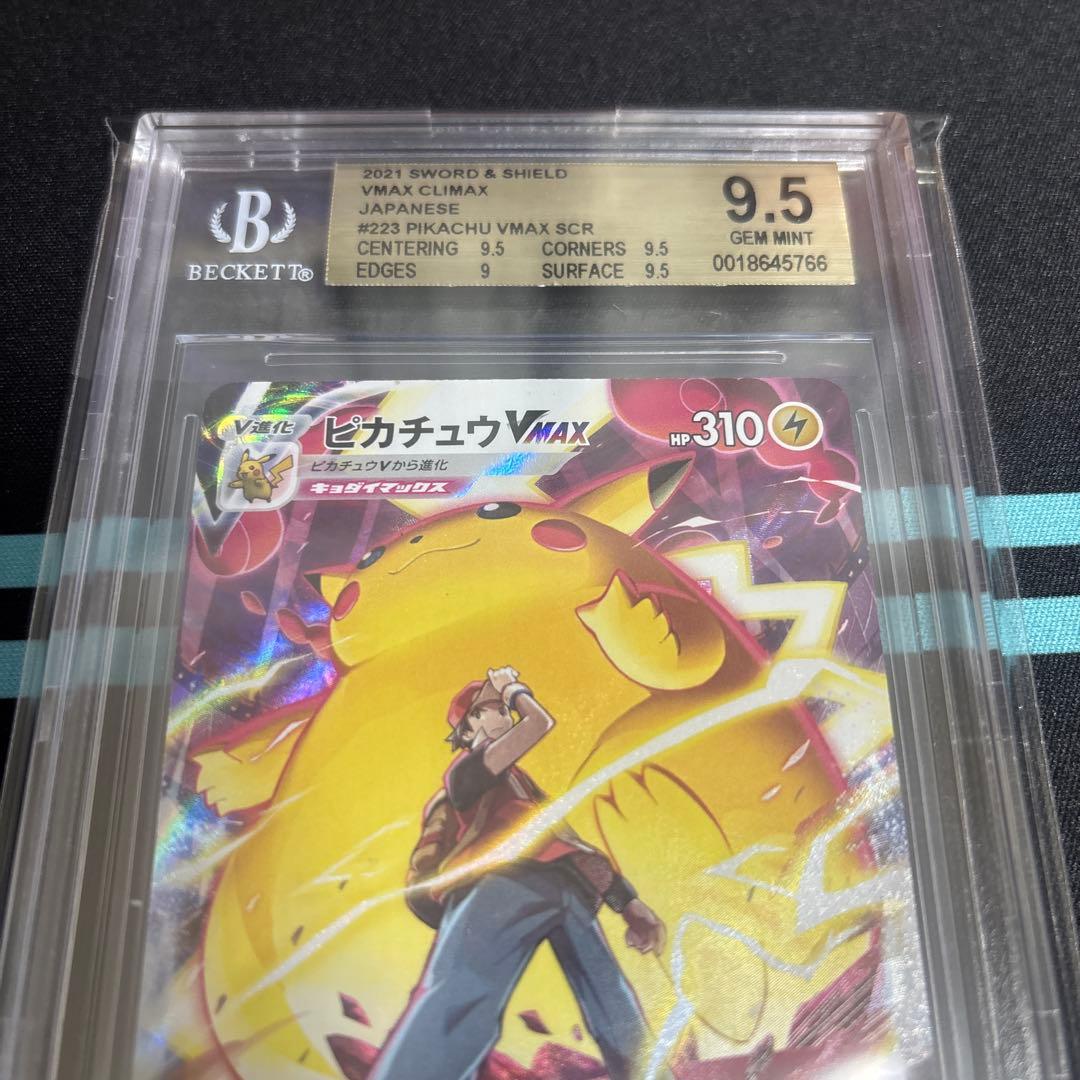 B
BECKETT®
2021 SWORD & SHIELD
VMAX CLIMAX
JAPANESE
#223 PIKACHU VMAX SCR
CENTERING 9.5 CORNERS 9.5
EDGES 9 SURFACE 9.5
9.5
GEM MINT
0018645766
V進化 ピカチュウVMAX HP310
ピカチュウVから進化
キョダイマックス